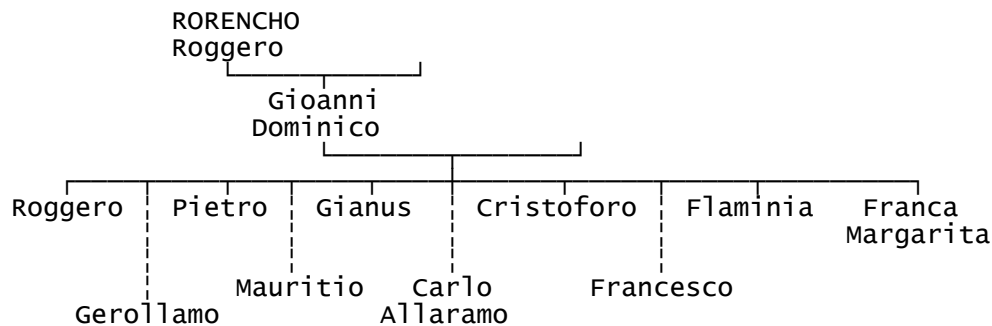 RORENCHO
Roggero
Gioanni
Dominico
Roggero Pietro Gianus Cristoforo Flaminia Franca
Margarita
Mauritio Carlo Francesco
Gerollamo Allaramo